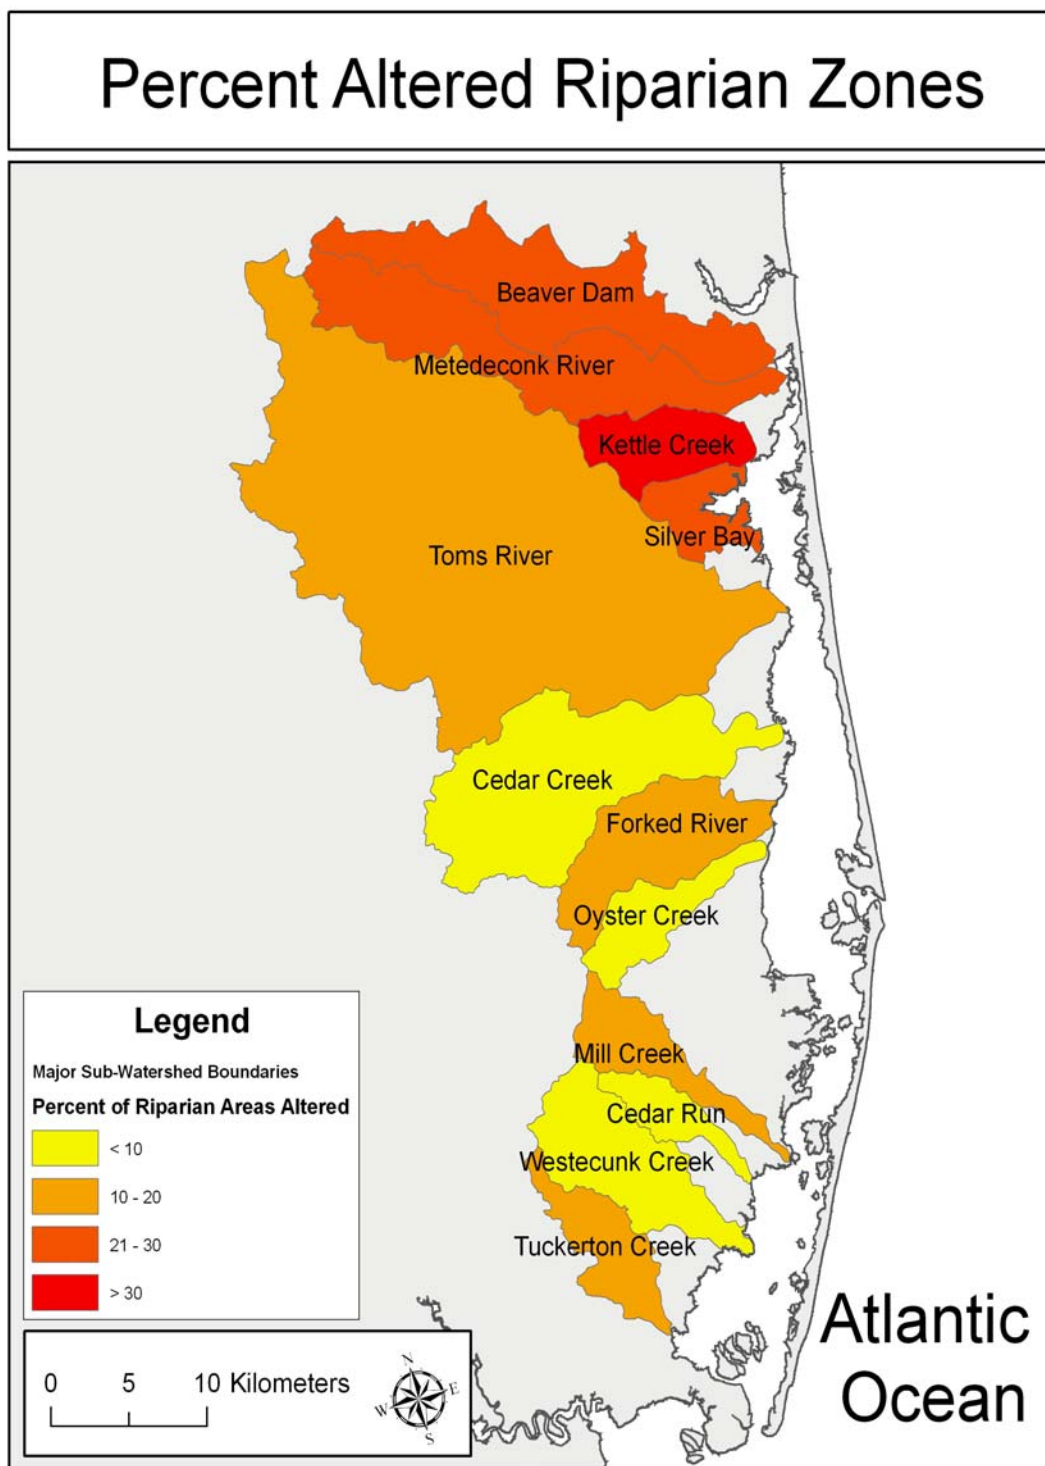 Percent Altered Riparian Zones
Beaver Dam
Metedeconk River
Kettle Creek
Silver Bay
Toms River
Cedar Creek
Forked River
Oyster Creek
Mill Creek
Cedar Run
Westecunk Creek
Tuckerton Creek
Legend
Major Sub-Watershed Boundaries
Percent of Riparian Areas Altered
< 10
10 - 20
21 - 30
> 30
0 5 10 Kilometers
N
E
W
S
Atlantic
Ocean